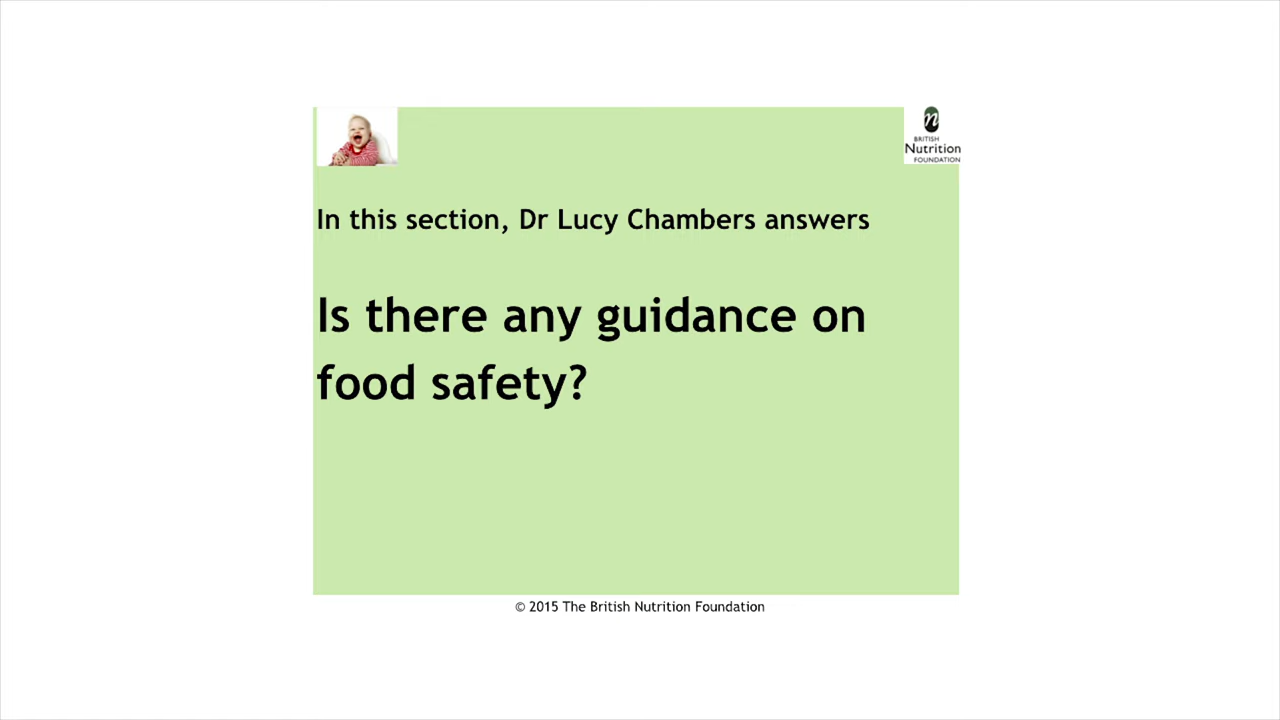 n
BRITISH
Nutrition
FOUNDATION
In this section, Dr Lucy Chambers answers
Is there any guidance on
food safety?
© 2015 The British Nutrition Foundation